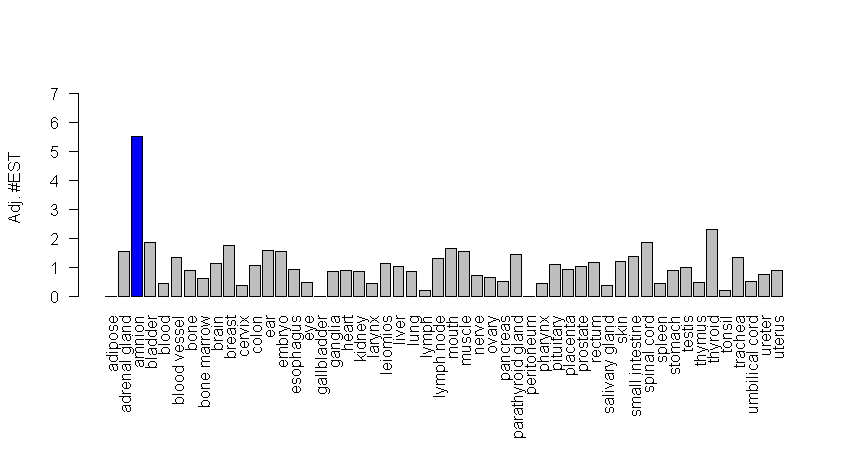 7
6
5
4
3
2
1
0
Adj. #EST
adipose
adrenal gland
amnion
bladder
blood
blood vessel
bone
bone marrow
brain
breast
cervix
colon
ear
embryo
esophagus
eye
gallbladder
ganglia
heart
kidney
larynx
leiomios
liver
lung
lymph
lymph node
mouth
muscle
nerve
ovary
pancreas
parathyroid gland
peritoneum
pharynx
pituitary
placenta
prostate
rectum
salivary gland
skin
small intestine
spinal cord
spleen
stomach
testis
thymus
thyroid
tonsil
trachea
umbilical cord
ureter
uterus